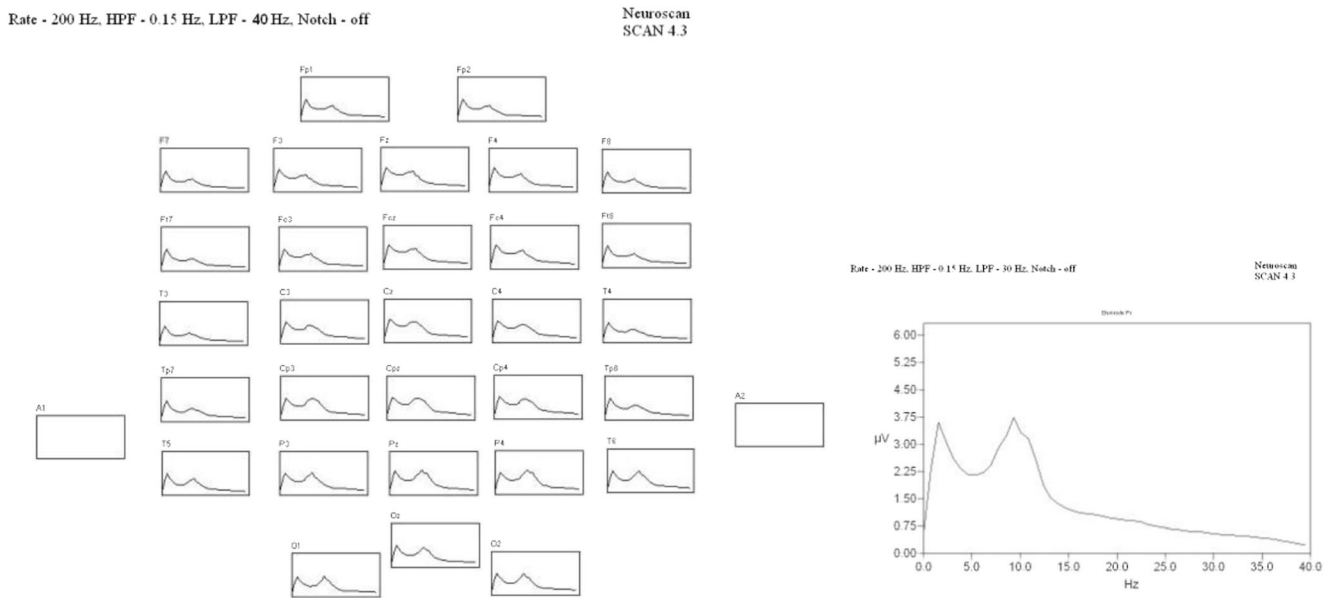 Rate - 200 Hz, HPF - 0.15 Hz, LPF - 40 Hz, Notch - off
Neuroscan
SCAN 4.3
Fp1 Fp2
F7 F3 Fz F4 F8
Ft7 Fc3 Fcz Fc4 Ft8
T3 C3 Cz C4 T4
Tp7 Cp3 Cpz Cp4 Tp8
A1 A2
T5 P3 Pz P4 T6
Oz
O1 O2
Rate - 200 Hz, HPF - 0.15 Hz, LPF - 30 Hz, Notch - off
Neuroscan
SCAN 4.3
6.00
5.25
4.50
3.75
µV
3.00
2.25
1.50
0.75
0.00
0.0 5.0 10.0 15.0 20.0 25.0 30.0 35.0 40.0
Hz